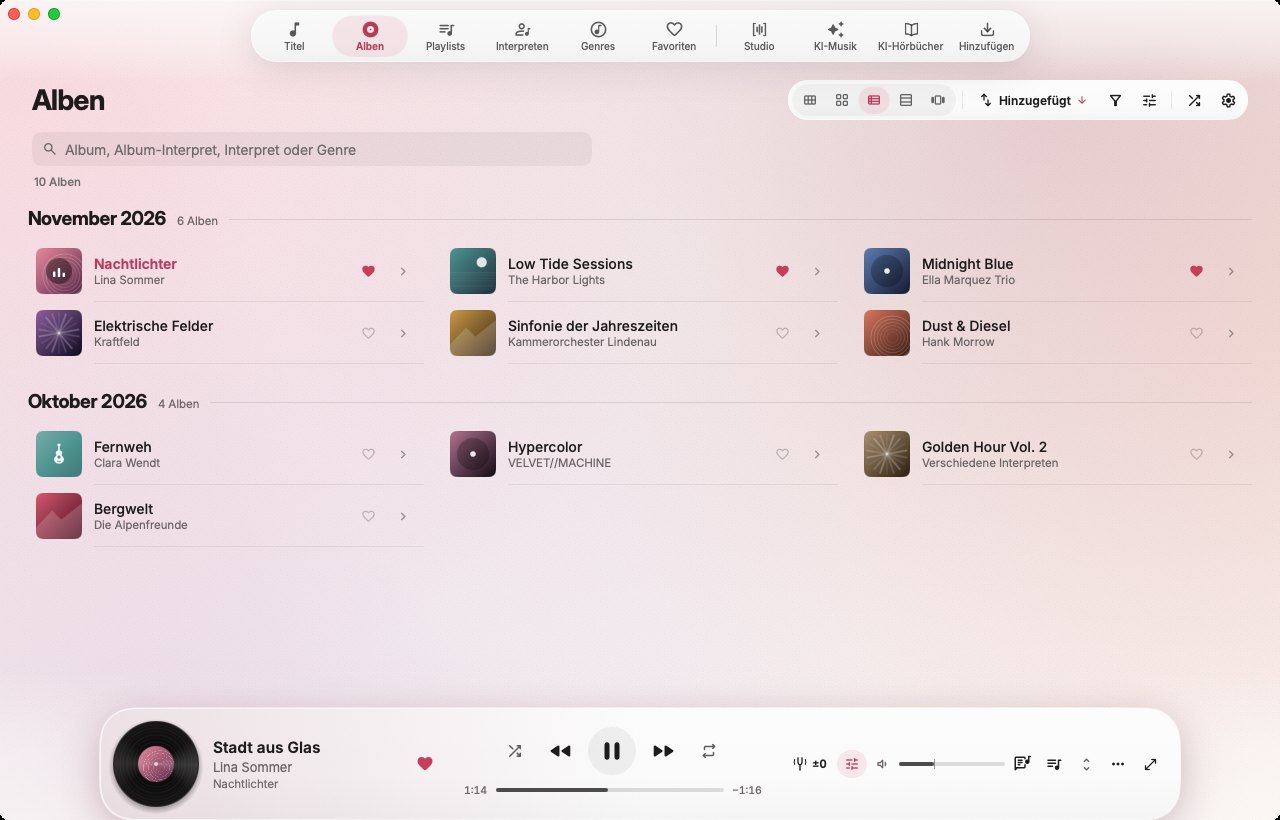 Titel
Alben
Playlists
Interpreten
Genres
Favoriten
Studio
KI-Musik
KI-Hörbücher
Hinzufügen
Alben
Hinzugefügt
Album, Album-Interpret, Interpret oder Genre
10 Alben
November 2026 6 Alben
Nachtlichter
Lina Sommer
Low Tide Sessions
The Harbor Lights
Midnight Blue
Ella Marquez Trio
Elektrische Felder
Kraftfeld
Sinfonie der Jahreszeiten
Kammerorchester Lindenau
Dust & Diesel
Hank Morrow
Oktober 2026 4 Alben
Fernweh
Clara Wendt
Hypercolor
VELVET//MACHINE
Golden Hour Vol. 2
Verschiedene Interpreten
Bergwelt
Die Alpenfreunde
Stadt aus Glas
Lina Sommer
Nachtlichter
1:14
−1:16
±0